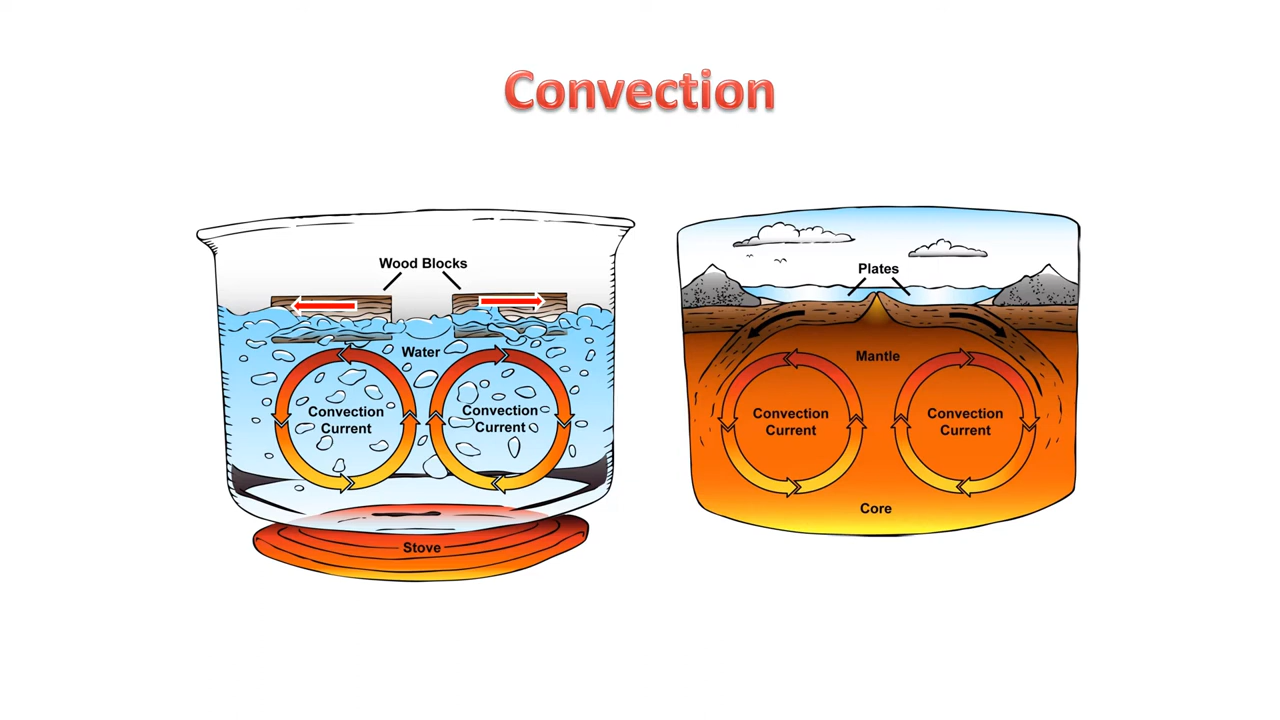 Convection
Wood Blocks
Water
Convection
Current
Convection
Current
Stove
Plates
Mantle
Convection
Current
Convection
Current
Core